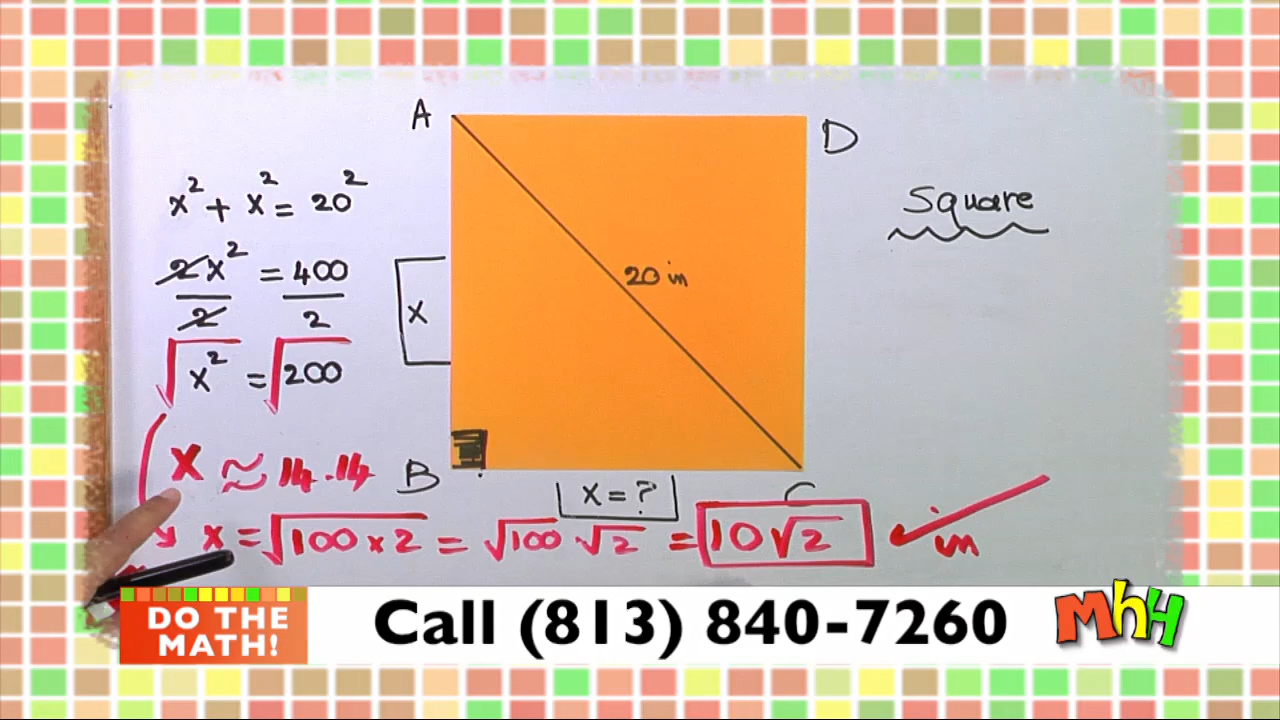 A
D
Square
x² + x² = 20²
2x² = 400
2 2
√x² = √200
20 in
x
x ≈ 14.14
B
C
x = ?
x = √100 x 2 = √100 · √2 = 10√2 in
DO THE
MATH!
Call (813) 840-7260
Mh4